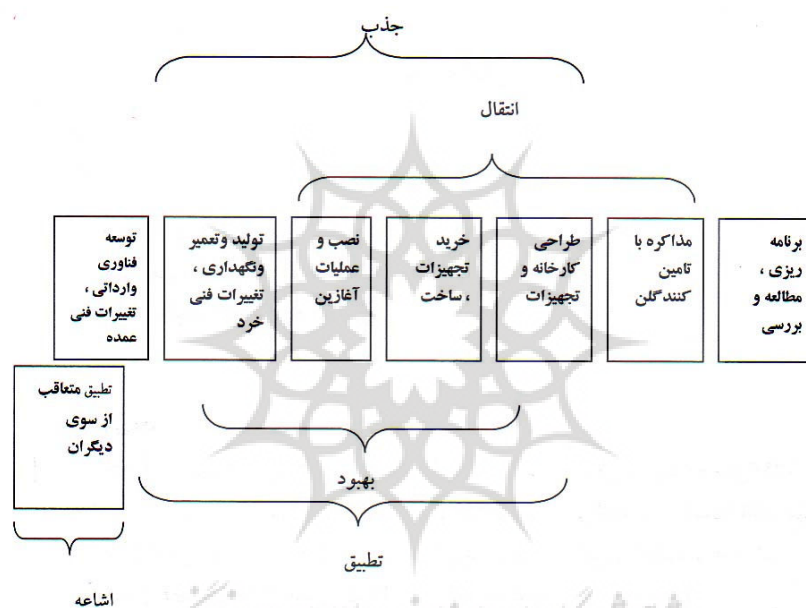 جذب
انتقال
برنامه
ریزی ،
مطالعه و
بررسی
مذاکره با
تامین
کنندگلن
طراحی
کارخانه و
تجهیزات
خرید
تجهیزات
، ساخت
نصب و
عملیات
آغازین
تولید وتعمیر
ونگهداری ،
تغییرات فنی
خرد
توسعه
فناوری
وارداتی ،
تغییرات فنی
عمده
تطبیق متعاقب
از سوی
دیگران
بهبود
تطبیق
اشاعه